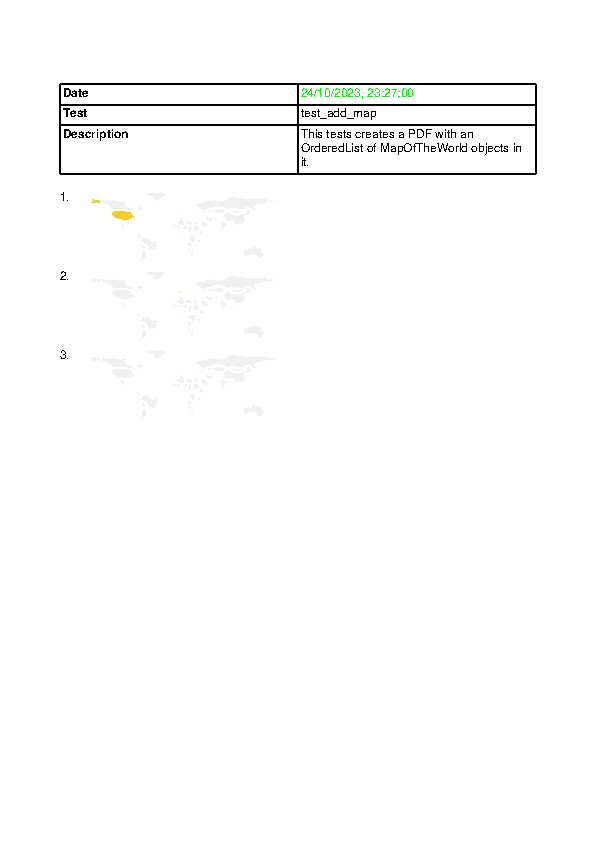 Date 24/10/2023, 23:27:00
Test test_add_map
Description This tests creates a PDF with an
OrderedList of MapOfTheWorld objects in
it.
1.
2.
3.